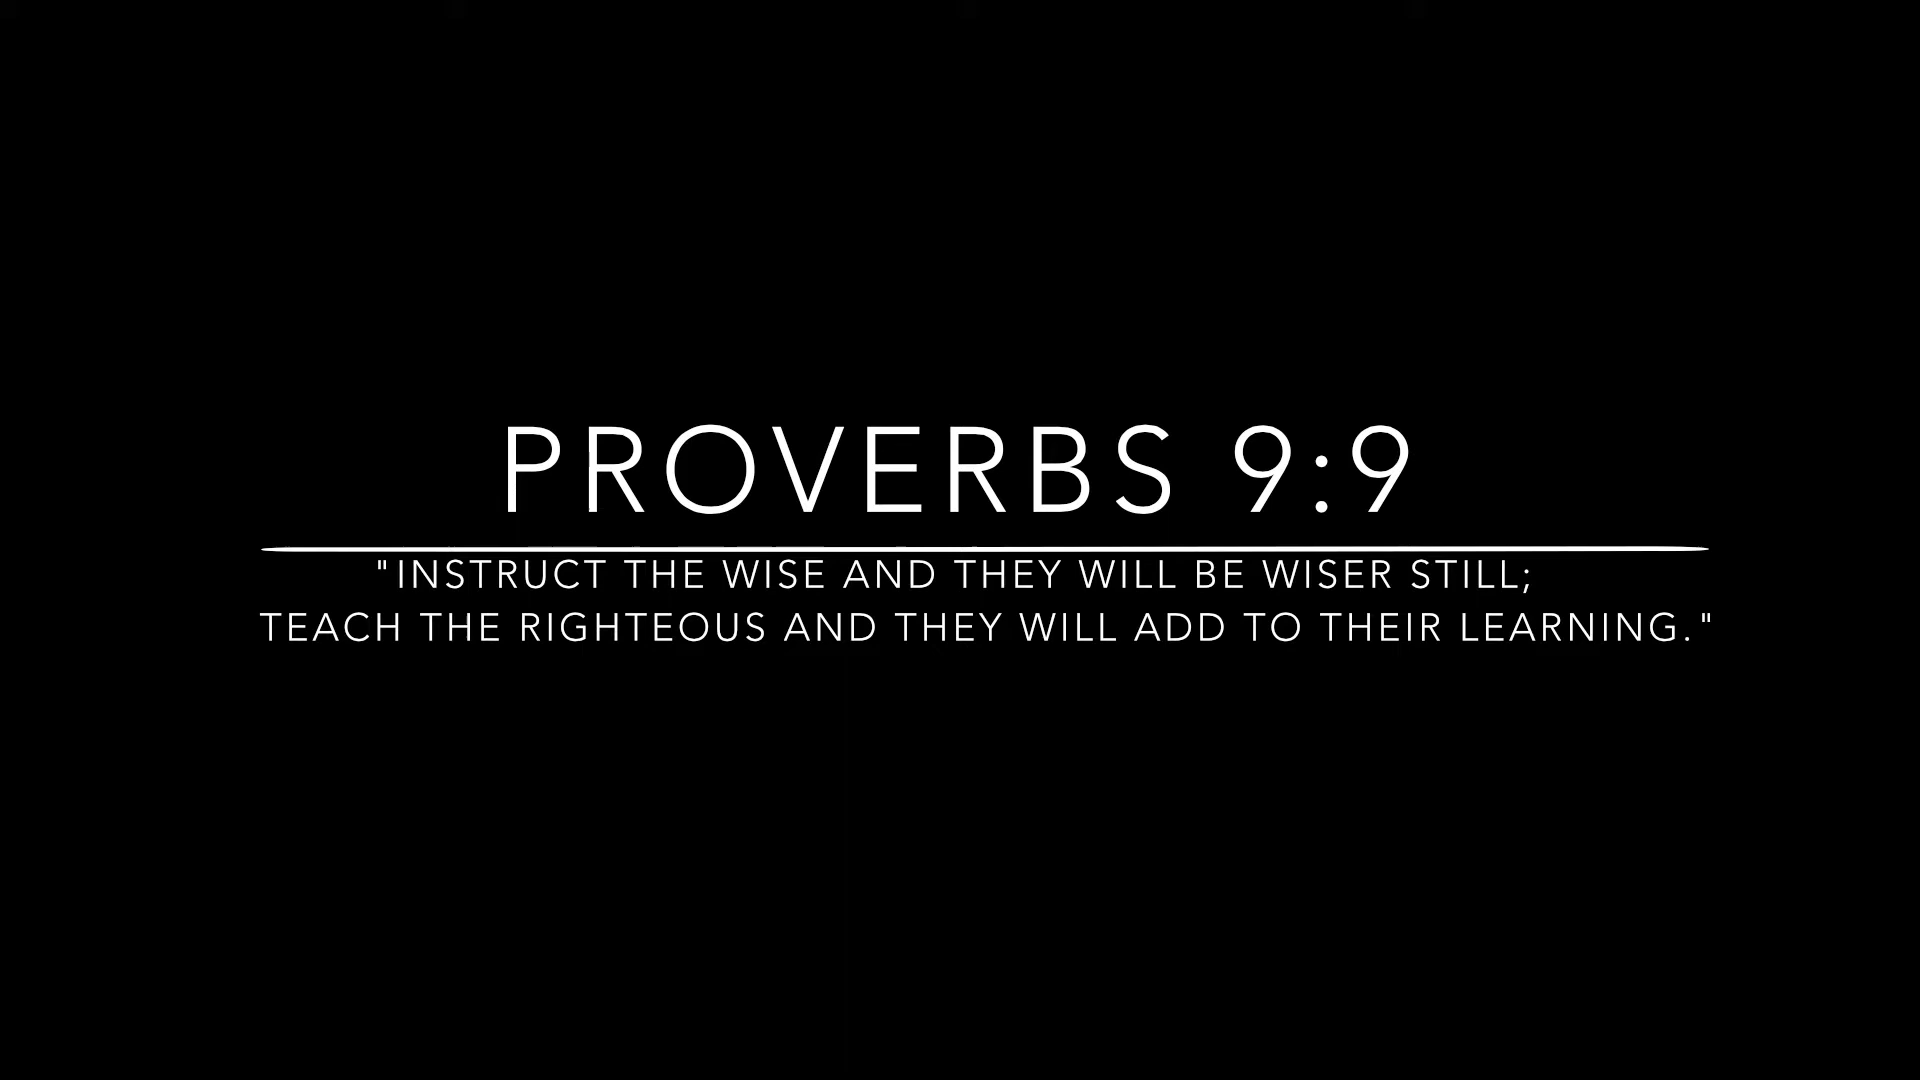 PROVERBS 9:9
"INSTRUCT THE WISE AND THEY WILL BE WISER STILL;
TEACH THE RIGHTEOUS AND THEY WILL ADD TO THEIR LEARNING."